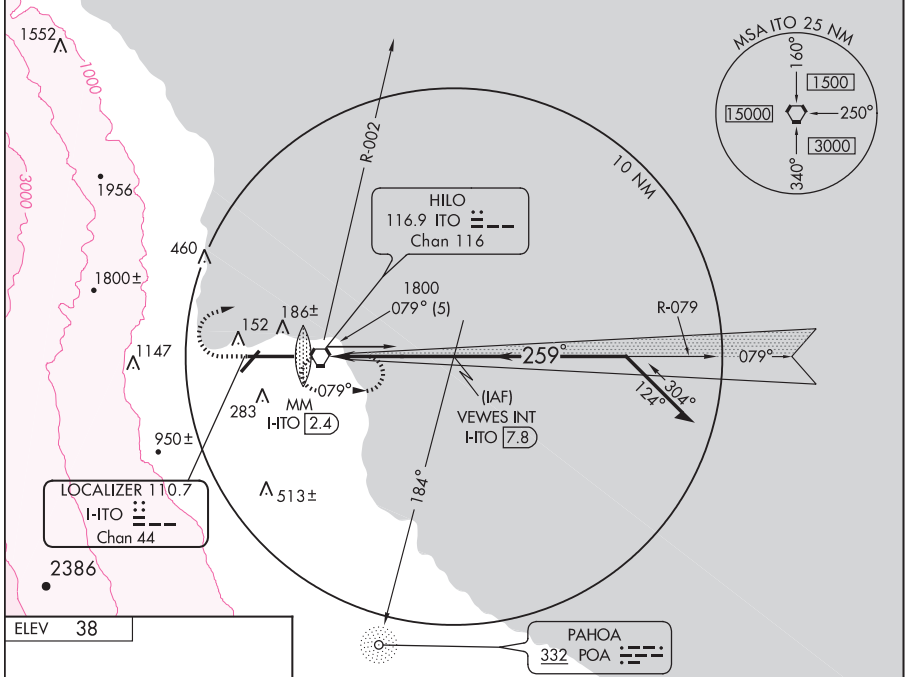 1552
1000
3000
1956
1800±
460
1147
152
186±
283
950±
513±
2386
R-002
HILO
116.9 ITO
Chan 116
1800
079° (5)
10 NM
MSA ITO 25 NM
160°
1500
15000
250°
3000
340°
R-079
259°
079°
079°
304°
124°
MM
I-ITO 2.4
(IAF)
VEWES INT
I-ITO 7.8
184°
LOCALIZER 110.7
I-ITO
Chan 44
ELEV 38
PAHOA
332 POA